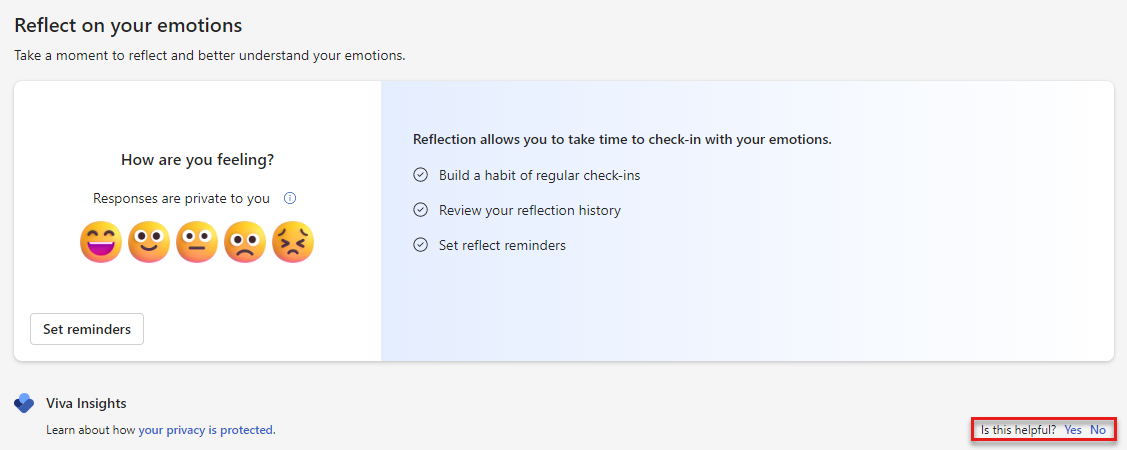 Reflect on your emotions
Take a moment to reflect and better understand your emotions.
How are you feeling?
Responses are private to you
Set reminders
Reflection allows you to take time to check-in with your emotions.
Build a habit of regular check-ins
Review your reflection history
Set reflect reminders
Viva Insights
Learn about how your privacy is protected.
Is this helpful? Yes No